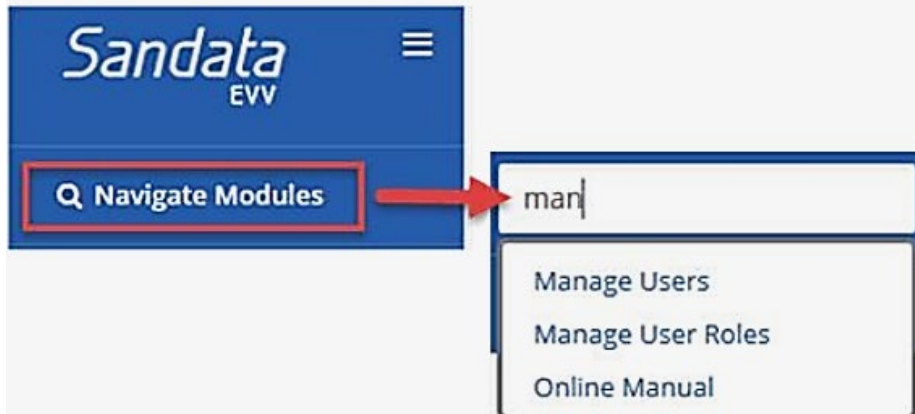 Sandata
EVV
Navigate Modules
man
Manage Users
Manage User Roles
Online Manual